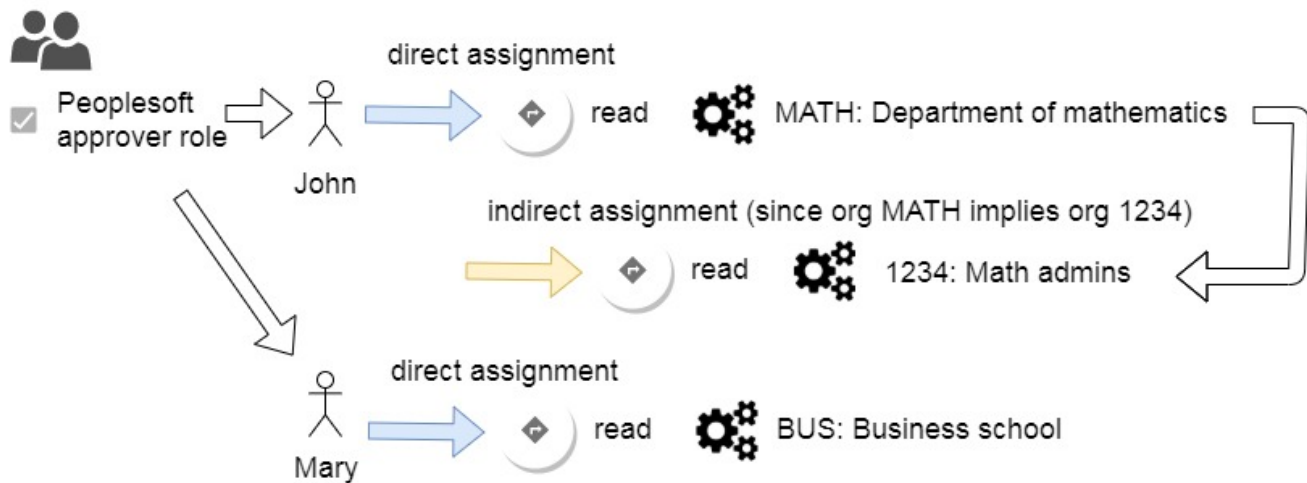 direct assignment
Peoplesoft
approver role
read
MATH: Department of mathematics
John
indirect assignment (since org MATH implies org 1234)
read
1234: Math admins
direct assignment
read
BUS: Business school
Mary